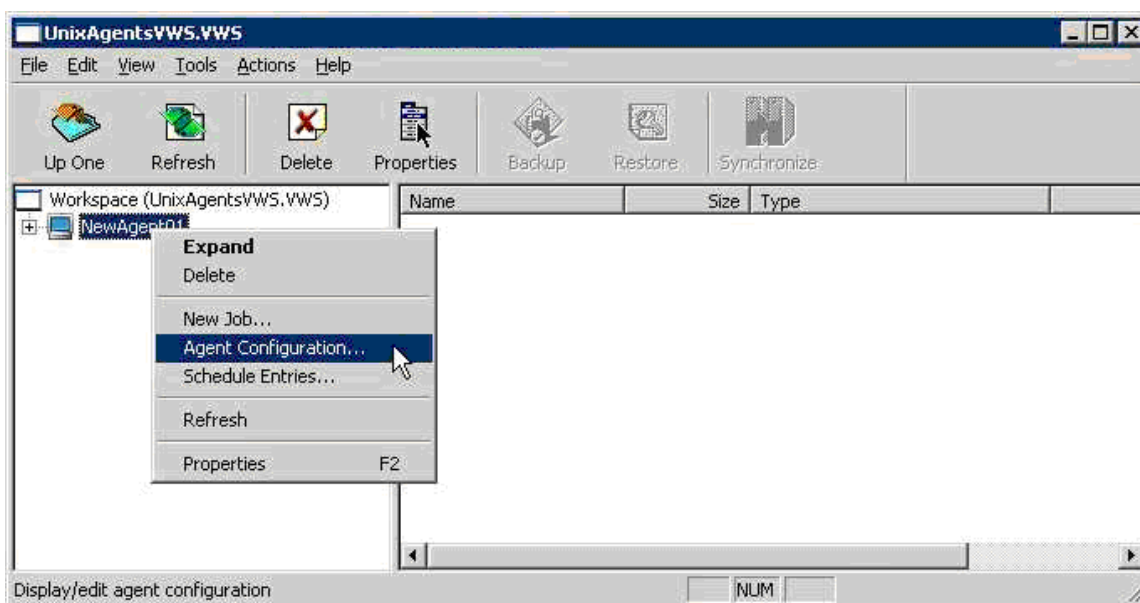 UnixAgentsVWS.VWS
File Edit View Tools Actions Help
Up One Refresh Delete Properties Backup Restore Synchronize
Workspace (UnixAgentsVWS.VWS)
Name Size Type
NewAgent01
Expand
Delete
New Job...
Agent Configuration...
Schedule Entries...
Refresh
Properties F2
Display/edit agent configuration
NUM